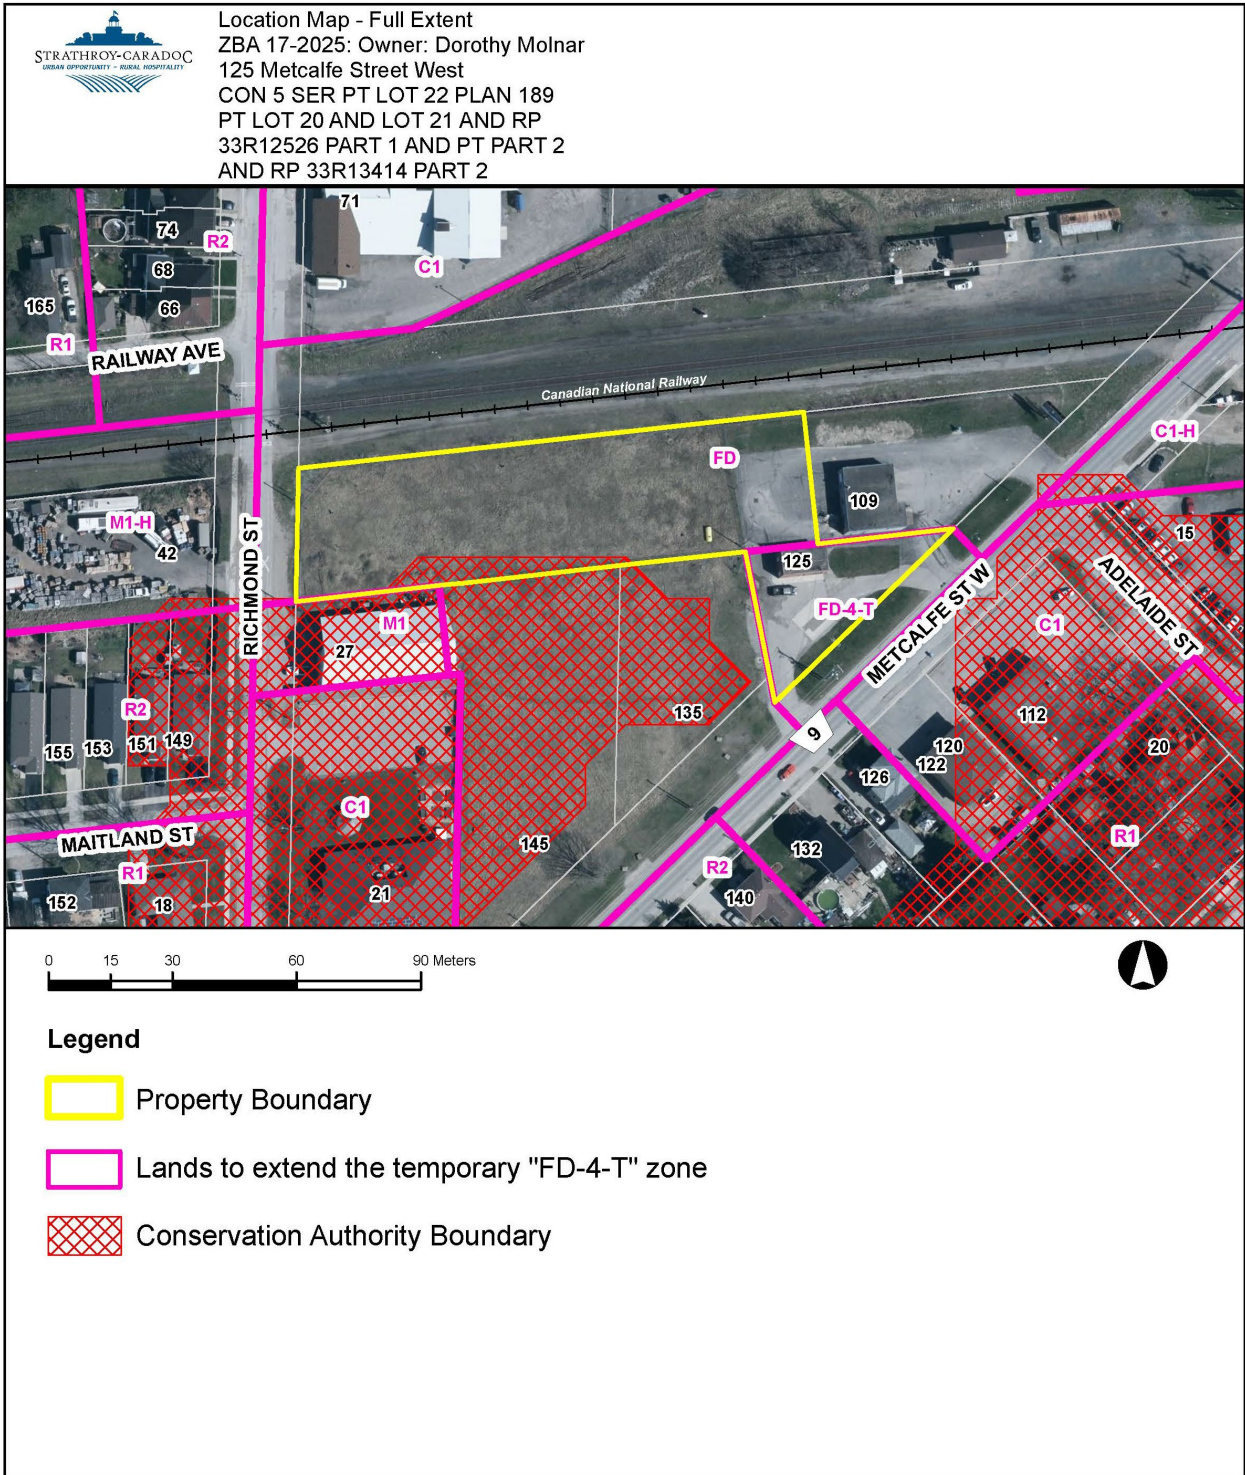 STRATHROY-CARADOC
URBAN OPPORTUNITY - RURAL HOSPITALITY
Location Map - Full Extent
ZBA 17-2025: Owner: Dorothy Molnar
125 Metcalfe Street West
CON 5 SER PT LOT 22 PLAN 189
PT LOT 20 AND LOT 21 AND RP
33R12526 PART 1 AND PT PART 2
AND RP 33R13414 PART 2
71
74
R2
68
C1
165
66
R1
RAILWAY AVE
Canadian National Railway
C1-H
FD
109
M1-H
42
15
RICHMOND ST
125
ADELAIDE ST
FD-4-T
METCALFE ST W
C1
M1
27
R2
135
112
155
153
151
149
9
120
122
20
126
C1
MAITLAND ST
145
132
R1
R2
R1
152
18
21
140
0
15
30
60
90 Meters
Legend
Property Boundary
Lands to extend the temporary "FD-4-T" zone
Conservation Authority Boundary